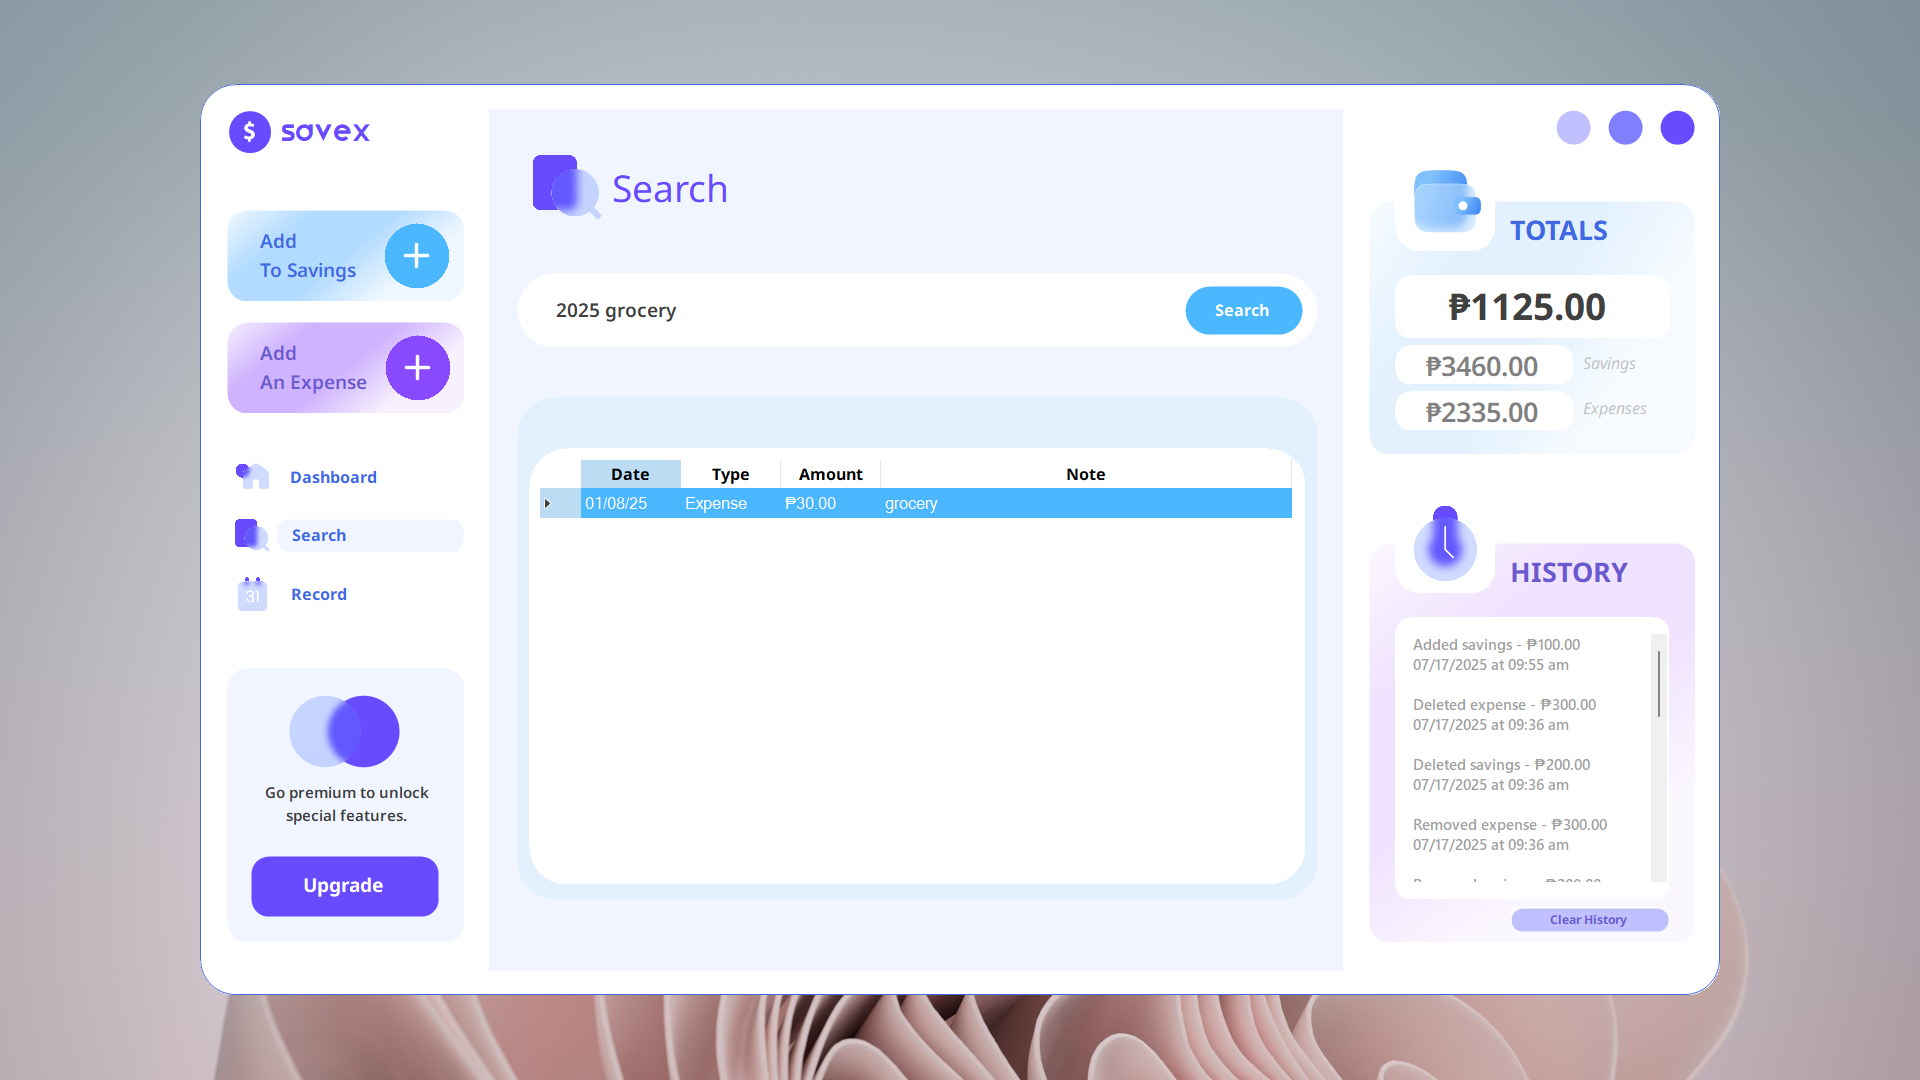 $ savex
Add
To Savings
Add
An Expense
Dashboard
Search
31
Record
Go premium to unlock
special features.
Upgrade
Search
2025 grocery
Search
Date Type Amount Note
01/08/25 Expense ₱30.00 grocery
TOTALS
₱1125.00
₱3460.00 Savings
₱2335.00 Expenses
HISTORY
Added savings - ₱100.00
07/17/2025 at 09:55 am
Deleted expense - ₱300.00
07/17/2025 at 09:36 am
Deleted savings - ₱200.00
07/17/2025 at 09:36 am
Removed expense - ₱300.00
07/17/2025 at 09:36 am
Clear History